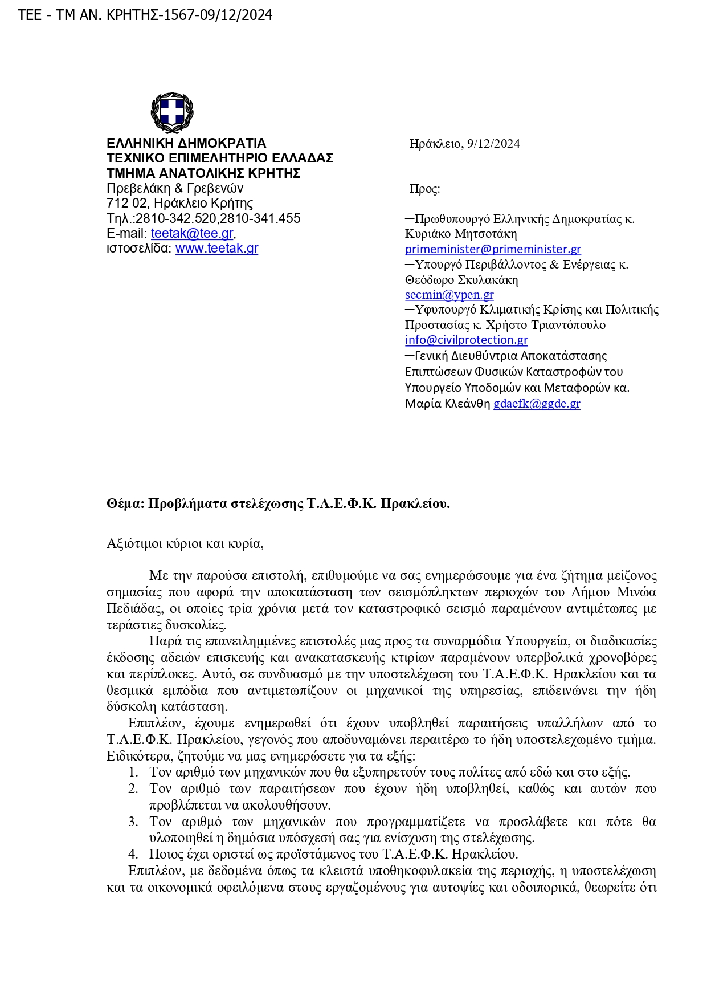 ΤΕΕ - ΤΜ ΑΝ. ΚΡΗΤΗΣ-1567-09/12/2024
ΕΛΛΗΝΙΚΗ ΔΗΜΟΚΡΑΤΙΑ
ΤΕΧΝΙΚΟ ΕΠΙΜΕΛΗΤΗΡΙΟ ΕΛΛΑΔΑΣ
ΤΜΗΜΑ ΑΝΑΤΟΛΙΚΗΣ ΚΡΗΤΗΣ
Πρεβελάκη & Γρεβενών
712 02, Ηράκλειο Κρήτης
Τηλ.:2810-342.520,2810-341.455
E-mail: teetak@tee.gr,
ιστοσελίδα: www.teetak.gr
Ηράκλειο, 9/12/2024
Προς:
─Πρωθυπουργό Ελληνικής Δημοκρατίας κ.
Κυριάκο Μητσοτάκη
primeminister@primeminister.gr
─Υπουργό Περιβάλλοντος & Ενέργειας κ.
Θεόδωρο Σκυλακάκη
secmin@ypen.gr
─Υφυπουργό Κλιματικής Κρίσης και Πολιτικής
Προστασίας κ. Χρήστο Τριαντόπουλο
info@civilprotection.gr
─Γενική Διευθύντρια Αποκατάστασης
Επιπτώσεων Φυσικών Καταστροφών του
Υπουργείο Υποδομών και Μεταφορών κα.
Μαρία Κλεάνθη gdaefk@ggde.gr
Θέμα: Προβλήματα στελέχωσης Τ.Α.Ε.Φ.Κ. Ηρακλείου.
Αξιότιμοι κύριοι και κυρία,
Με την παρούσα επιστολή, επιθυμούμε να σας ενημερώσουμε για ένα ζήτημα μείζονος
σημασίας που αφορά την αποκατάσταση των σεισμόπληκτων περιοχών του Δήμου Μινώα
Πεδιάδας, οι οποίες τρία χρόνια μετά τον καταστροφικό σεισμό παραμένουν αντιμέτωπες με
τεράστιες δυσκολίες.
Παρά τις επανειλημμένες επιστολές μας προς τα συναρμόδια Υπουργεία, οι διαδικασίες
έκδοσης αδειών επισκευής και ανακατασκευής κτιρίων παραμένουν υπερβολικά χρονοβόρες
και περίπλοκες. Αυτό, σε συνδυασμό με την υποστελέχωση του Τ.Α.Ε.Φ.Κ. Ηρακλείου και τα
θεσμικά εμπόδια που αντιμετωπίζουν οι μηχανικοί της υπηρεσίας, επιδεινώνει την ήδη
δύσκολη κατάσταση.
Επιπλέον, έχουμε ενημερωθεί ότι έχουν υποβληθεί παραιτήσεις υπαλλήλων από το
Τ.Α.Ε.Φ.Κ. Ηρακλείου, γεγονός που αποδυναμώνει περαιτέρω το ήδη υποστελεχωμένο τμήμα.
Ειδικότερα, ζητούμε να μας ενημερώσετε για τα εξής:
1. Τον αριθμό των μηχανικών που θα εξυπηρετούν τους πολίτες από εδώ και στο εξής.
2. Τον αριθμό των παραιτήσεων που έχουν ήδη υποβληθεί, καθώς και αυτών που
προβλέπεται να ακολουθήσουν.
3. Τον αριθμό των μηχανικών που προγραμματίζετε να προσλάβετε και πότε θα
υλοποιηθεί η δημόσια υπόσχεσή σας για ενίσχυση της στελέχωσης.
4. Ποιος έχει οριστεί ως προϊστάμενος του Τ.Α.Ε.Φ.Κ. Ηρακλείου.
Επιπλέον, με δεδομένα όπως τα κλειστά υποθηκοφυλακεία της περιοχής, η υποστελέχωση
και τα οικονομικά οφειλόμενα στους εργαζομένους για αυτοψίες και οδοιπορικά, θεωρείτε ότι